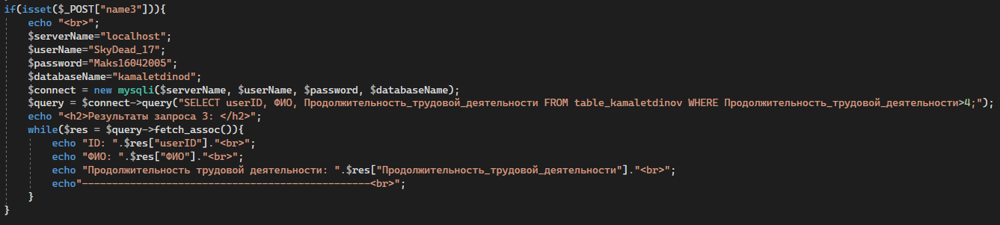 if(isset($_POST["name3"])){
echo "<br>";
$serverName="localhost";
$userName="SkyDead_17";
$password="Maks16042005";
$databaseName="kamaletdinod";
$connect = new mysqli($serverName, $userName, $password, $databaseName);
$query = $connect->query("SELECT userID, ФИО, Продолжительность_трудовой_деятельности FROM table_kamaletdinov WHERE Продолжительность_трудовой_деятельности>4;");
echo "<h2>Результаты запроса 3: </h2>";
while($res = $query->fetch_assoc()){
echo "ID: ".$res["userID"]."<br>";
echo "ФИО: ".$res["ФИО"]."<br>";
echo "Продолжительность трудовой деятельности: ".$res["Продолжительность_трудовой_деятельности"]."<br>";
echo"------------------------------------------------<br>";
}
}